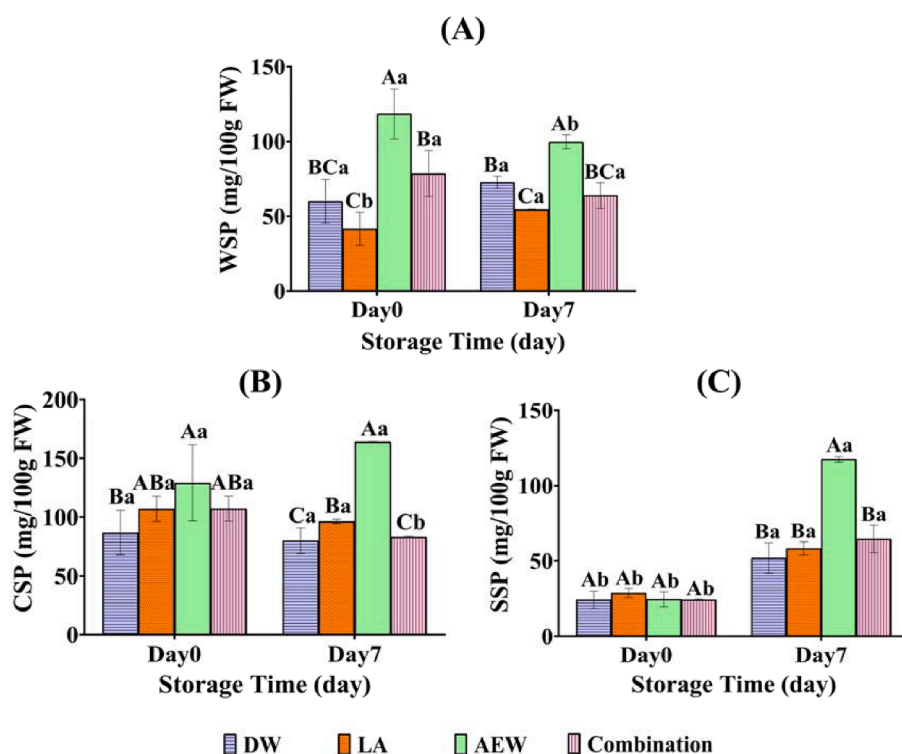 (A)
WSP (mg/100g FW)
150
100
50
0
BCa Cb Aa Ba
Ba Ca Ab BCa
Day0 Day7
Storage Time (day)
(B)
CSP (mg/100g FW)
200
150
100
50
0
Ba ABa Aa ABa
Ca Ba Aa Cb
Day0 Day7
Storage Time (day)
(C)
SSP (mg/100g FW)
150
100
50
0
Ab Ab Ab Ab
Ba Ba Aa Ba
Day0 Day7
Storage Time (day)
DW LA AEW Combination